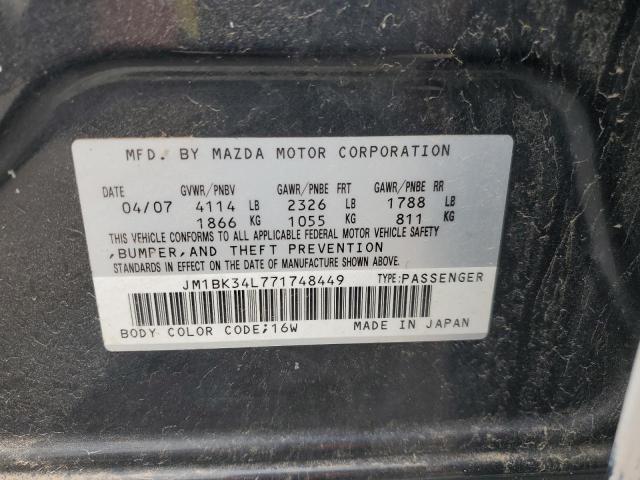 MFD. BY MAZDA MOTOR CORPORATION
DATE GVWR/PNBV GAWR/PNBE FRT GAWR/PNBE RR
04/07 4114 LB 2326 LB 1788 LB
1866 KG 1055 KG 811 KG
THIS VEHICLE CONFORMS TO ALL APPLICABLE FEDERAL MOTOR VEHICLE SAFETY
,BUMPER,AND THEFT PREVENTION
STANDARDS IN EFFECT ON THE DATE OF MANUFACTURE SHOWN ABOVE.
JM1BK34L771748449 TYPE:PASSENGER
BODY COLOR CODE;16W MADE IN JAPAN